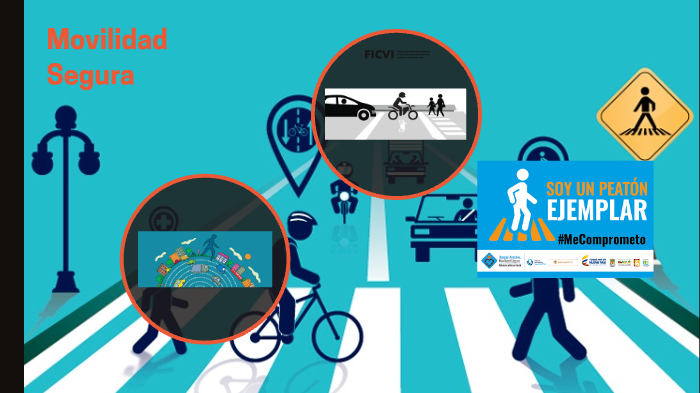 Movilidad
Segura
FICVI
SOY UN PEATÓN
EJEMPLAR
#MeComprometo